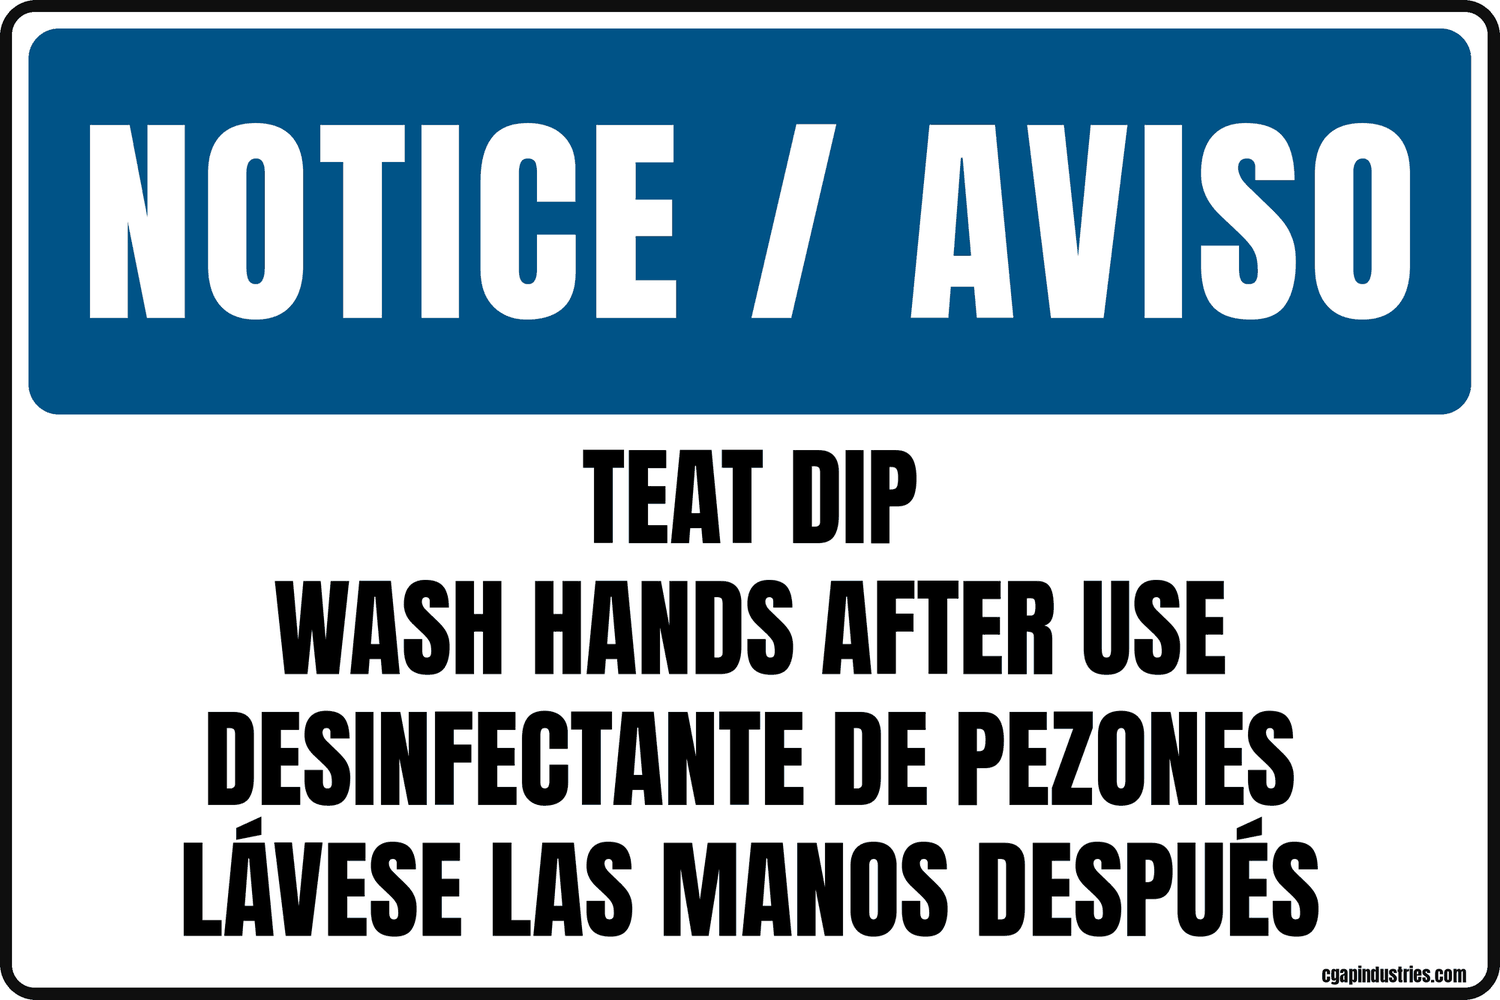 NOTICE / AVISO
TEAT DIP
WASH HANDS AFTER USE
DESINFECTANTE DE PEZONES
LÁVESE LAS MANOS DESPUÉS
cgapindustries.com